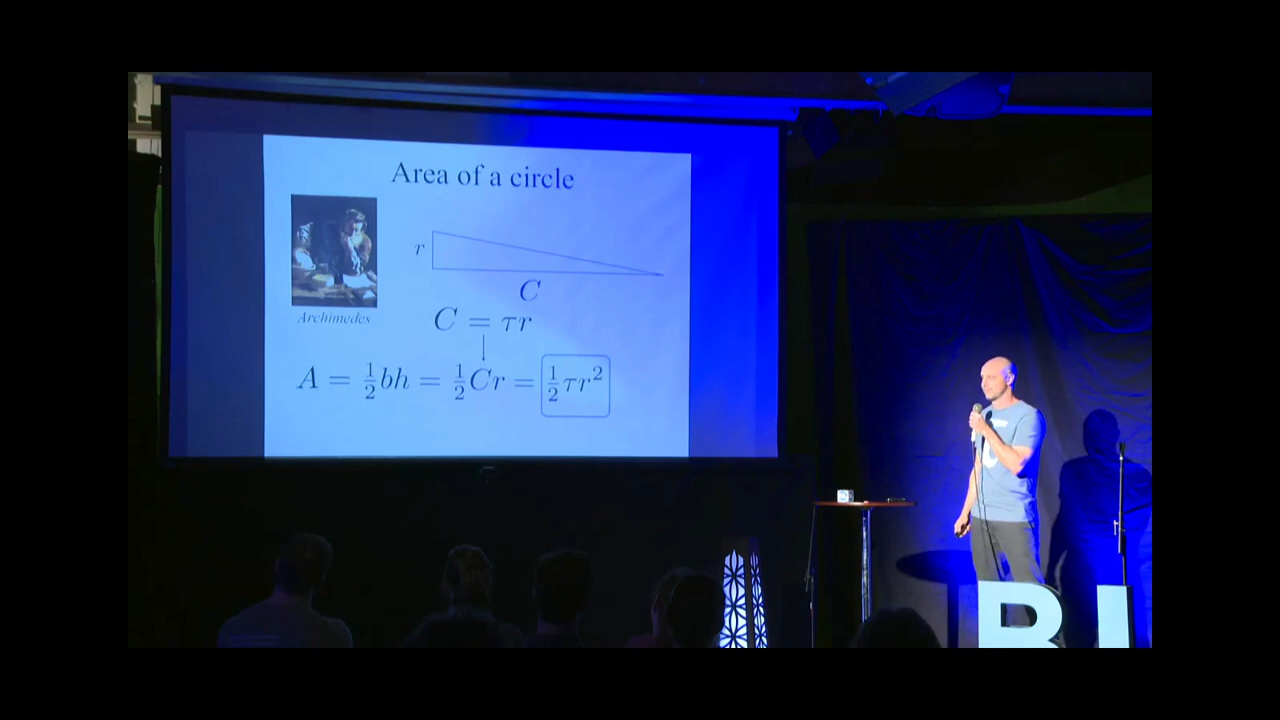 Area of a circle
r
C
Archimedes
C = τr
A = ½bh = ½Cr = ½τr²